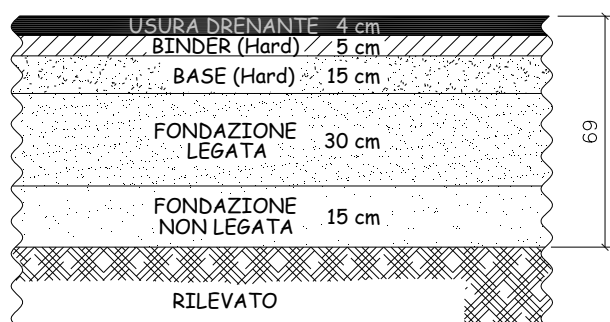 USURA DRENANTE 4 cm
BINDER (Hard) 5 cm
BASE (Hard) 15 cm
FONDAZIONE
LEGATA 30 cm
FONDAZIONE
NON LEGATA 15 cm
RILEVATO
69